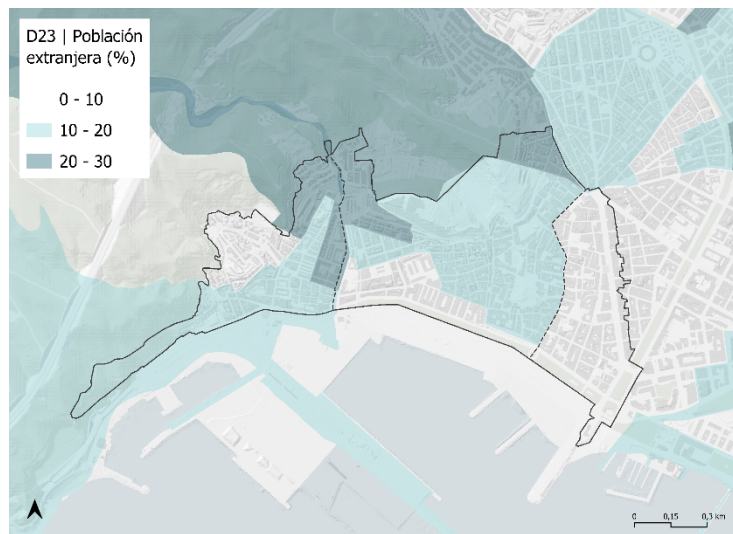 D23 | Población
extranjera (%)
0 - 10
10 - 20
20 - 30
0 0,15 0,3 km